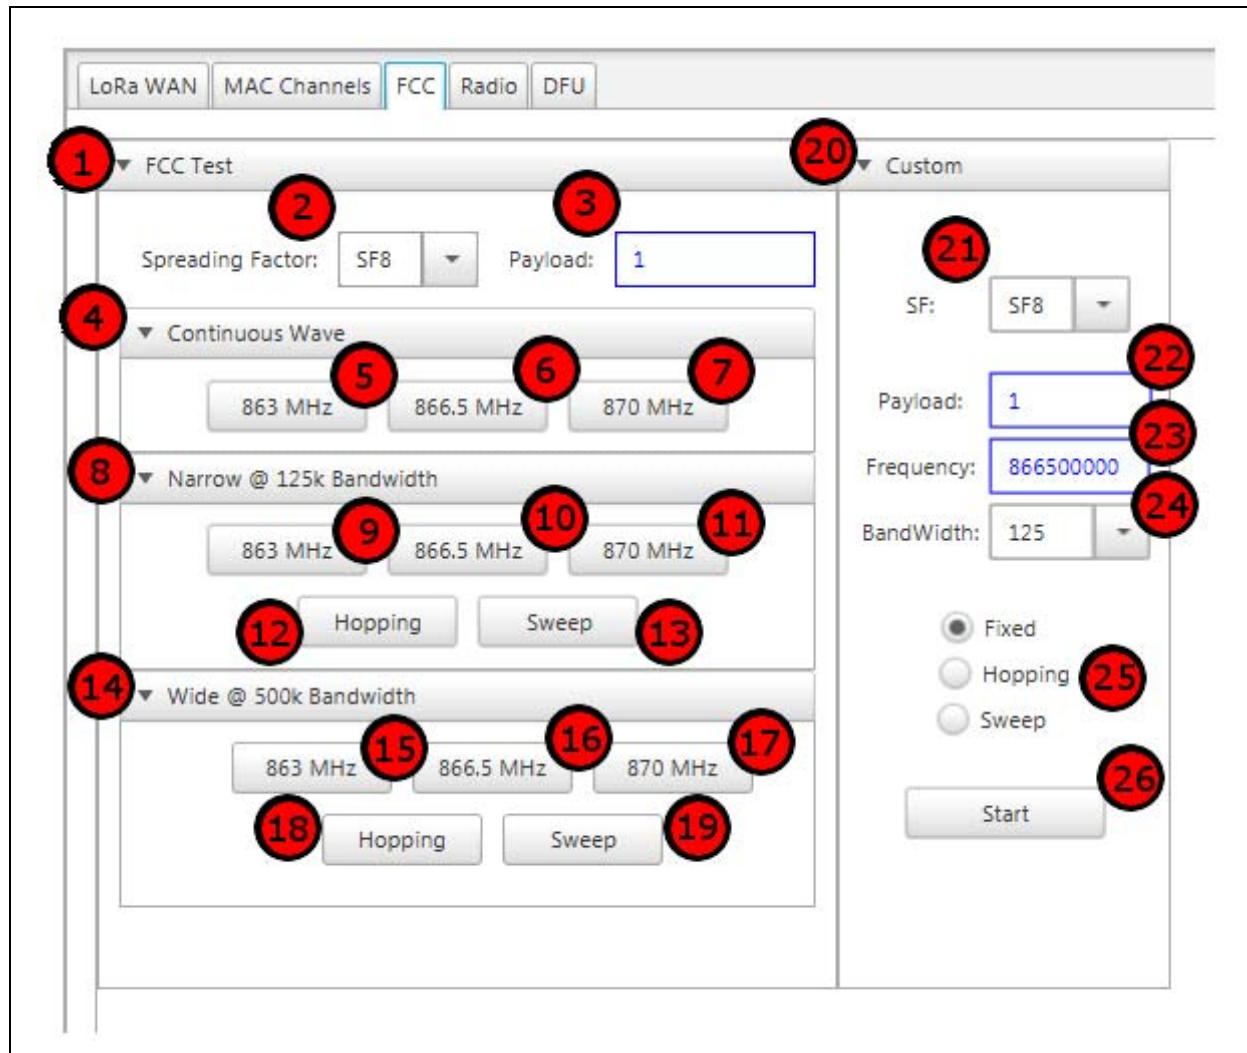 LoRa WAN MAC Channels FCC Radio DFU
1 FCC Test 20 Custom
2 3
Spreading Factor: SF8 Payload: 1
21
SF: SF8
4 Continuous Wave
5 6 7
863 MHz 866.5 MHz 870 MHz
22
Payload: 1
23
8 Narrow @ 125k Bandwidth
Frequency: 866500000
9 10 11
863 MHz 866.5 MHz 870 MHz
24
BandWidth: 125
12 Hopping Sweep 13
Fixed
Hopping 25
Sweep
14 Wide @ 500k Bandwidth
15 16 17
863 MHz 866.5 MHz 870 MHz
26
Start
18 Hopping Sweep 19